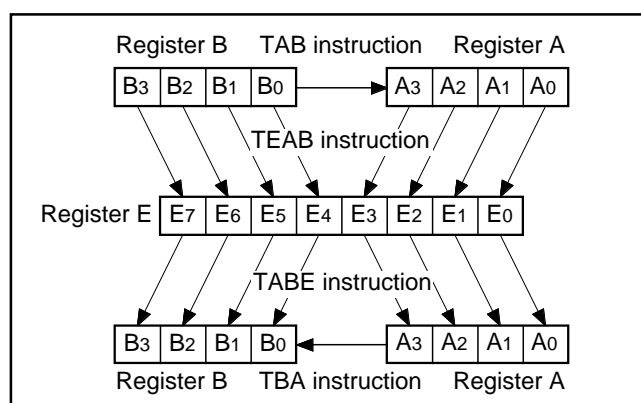 Register B TAB instruction Register A
B3 B2 B1 B0 A3 A2 A1 A0
TEAB instruction
Register E E7 E6 E5 E4 E3 E2 E1 E0
TABE instruction
B3 B2 B1 B0 A3 A2 A1 A0
Register B TBA instruction Register A